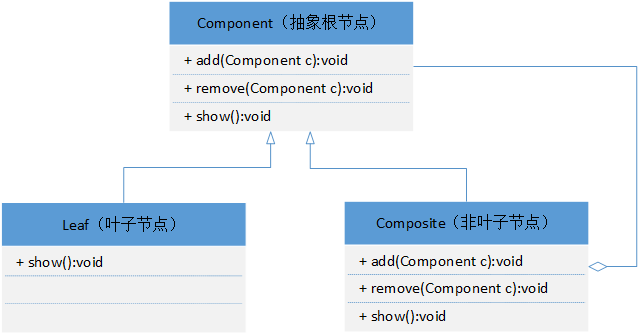 Component（抽象根节点）
+ add(Component c):void
+ remove(Component c):void
+ show():void
Leaf（叶子节点）
+ show():void
Composite（非叶子节点）
+ add(Component c):void
+ remove(Component c):void
+ show():void